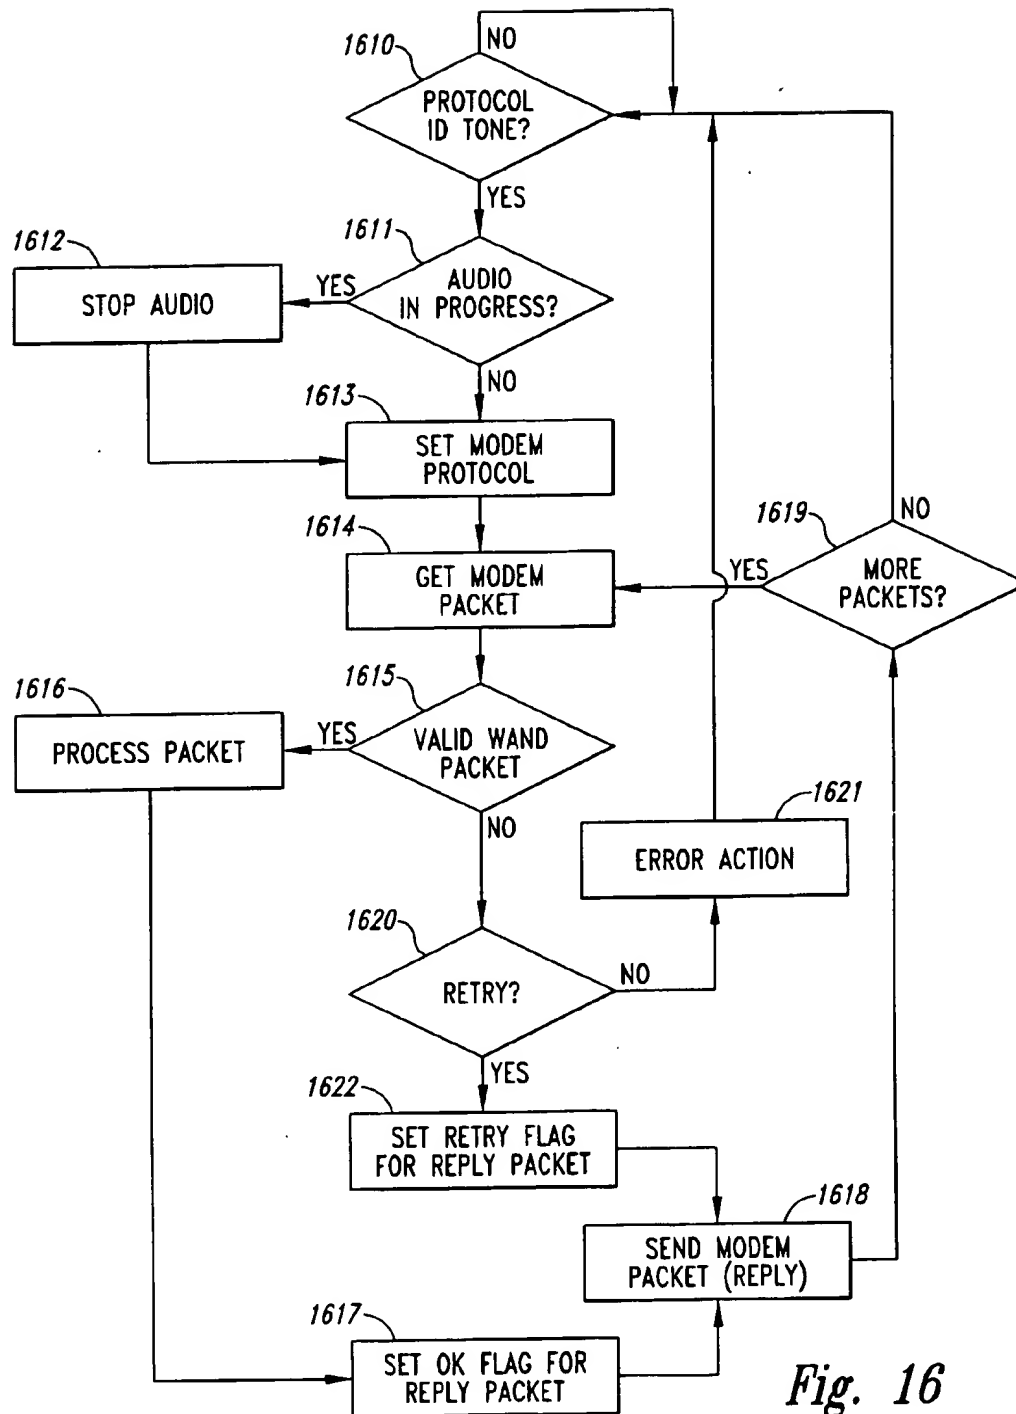 1610
NO
PROTOCOL
ID TONE?
YES
1611
1612
AUDIO
IN PROGRESS?
YES
STOP AUDIO
NO
1613
SET MODEM
PROTOCOL
1614
GET MODEM
PACKET
1619
NO
YES
MORE
PACKETS?
1615
1616
VALID WAND
PACKET
YES
PROCESS PACKET
NO
1621
ERROR ACTION
1620
RETRY?
NO
YES
1622
SET RETRY FLAG
FOR REPLY PACKET
1618
SEND MODEM
PACKET (REPLY)
1617
SET OK FLAG FOR
REPLY PACKET
Fig. 16